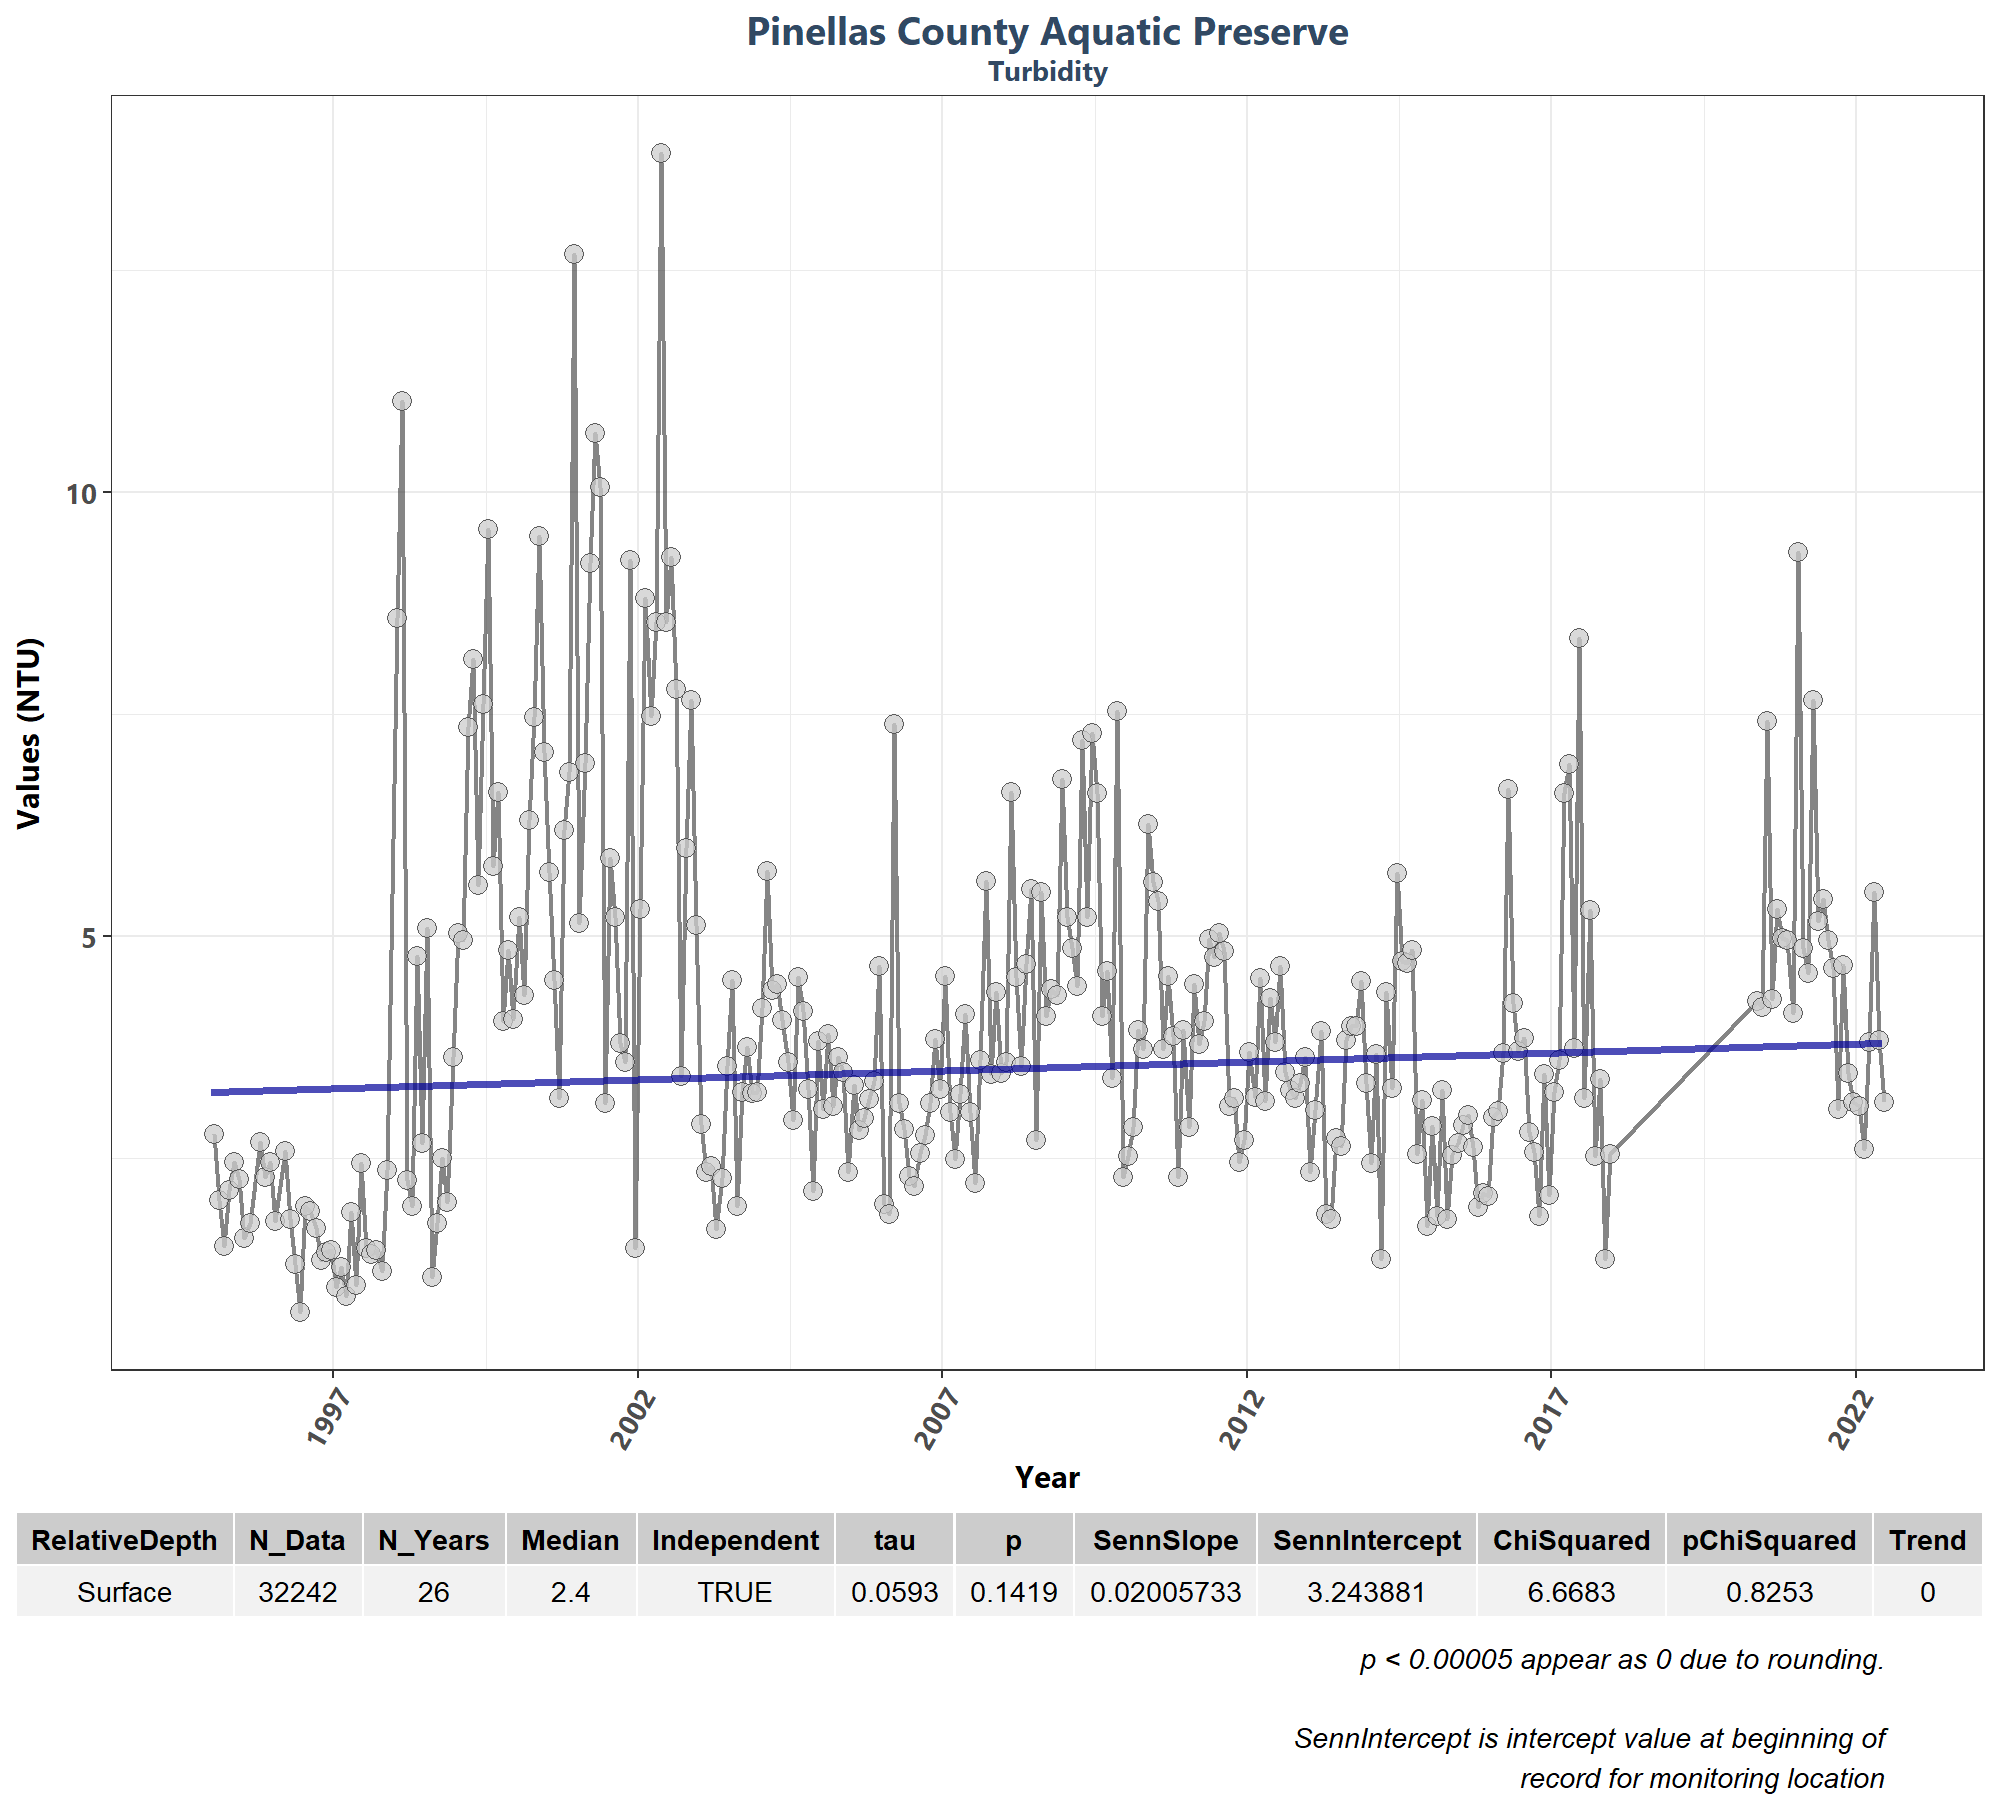 Pinellas County Aquatic Preserve
Turbidity
Values (NTU)
10
5
1997
2002
2007
2012
2017
2022
Year
RelativeDepth N_Data N_Years Median Independent tau p SennSlope SennIntercept ChiSquared pChiSquared Trend
Surface 32242 26 2.4 TRUE 0.0593 0.1419 0.02005733 3.243881 6.6683 0.8253 0
p < 0.00005 appear as 0 due to rounding.
SennIntercept is intercept value at beginning of
record for monitoring location